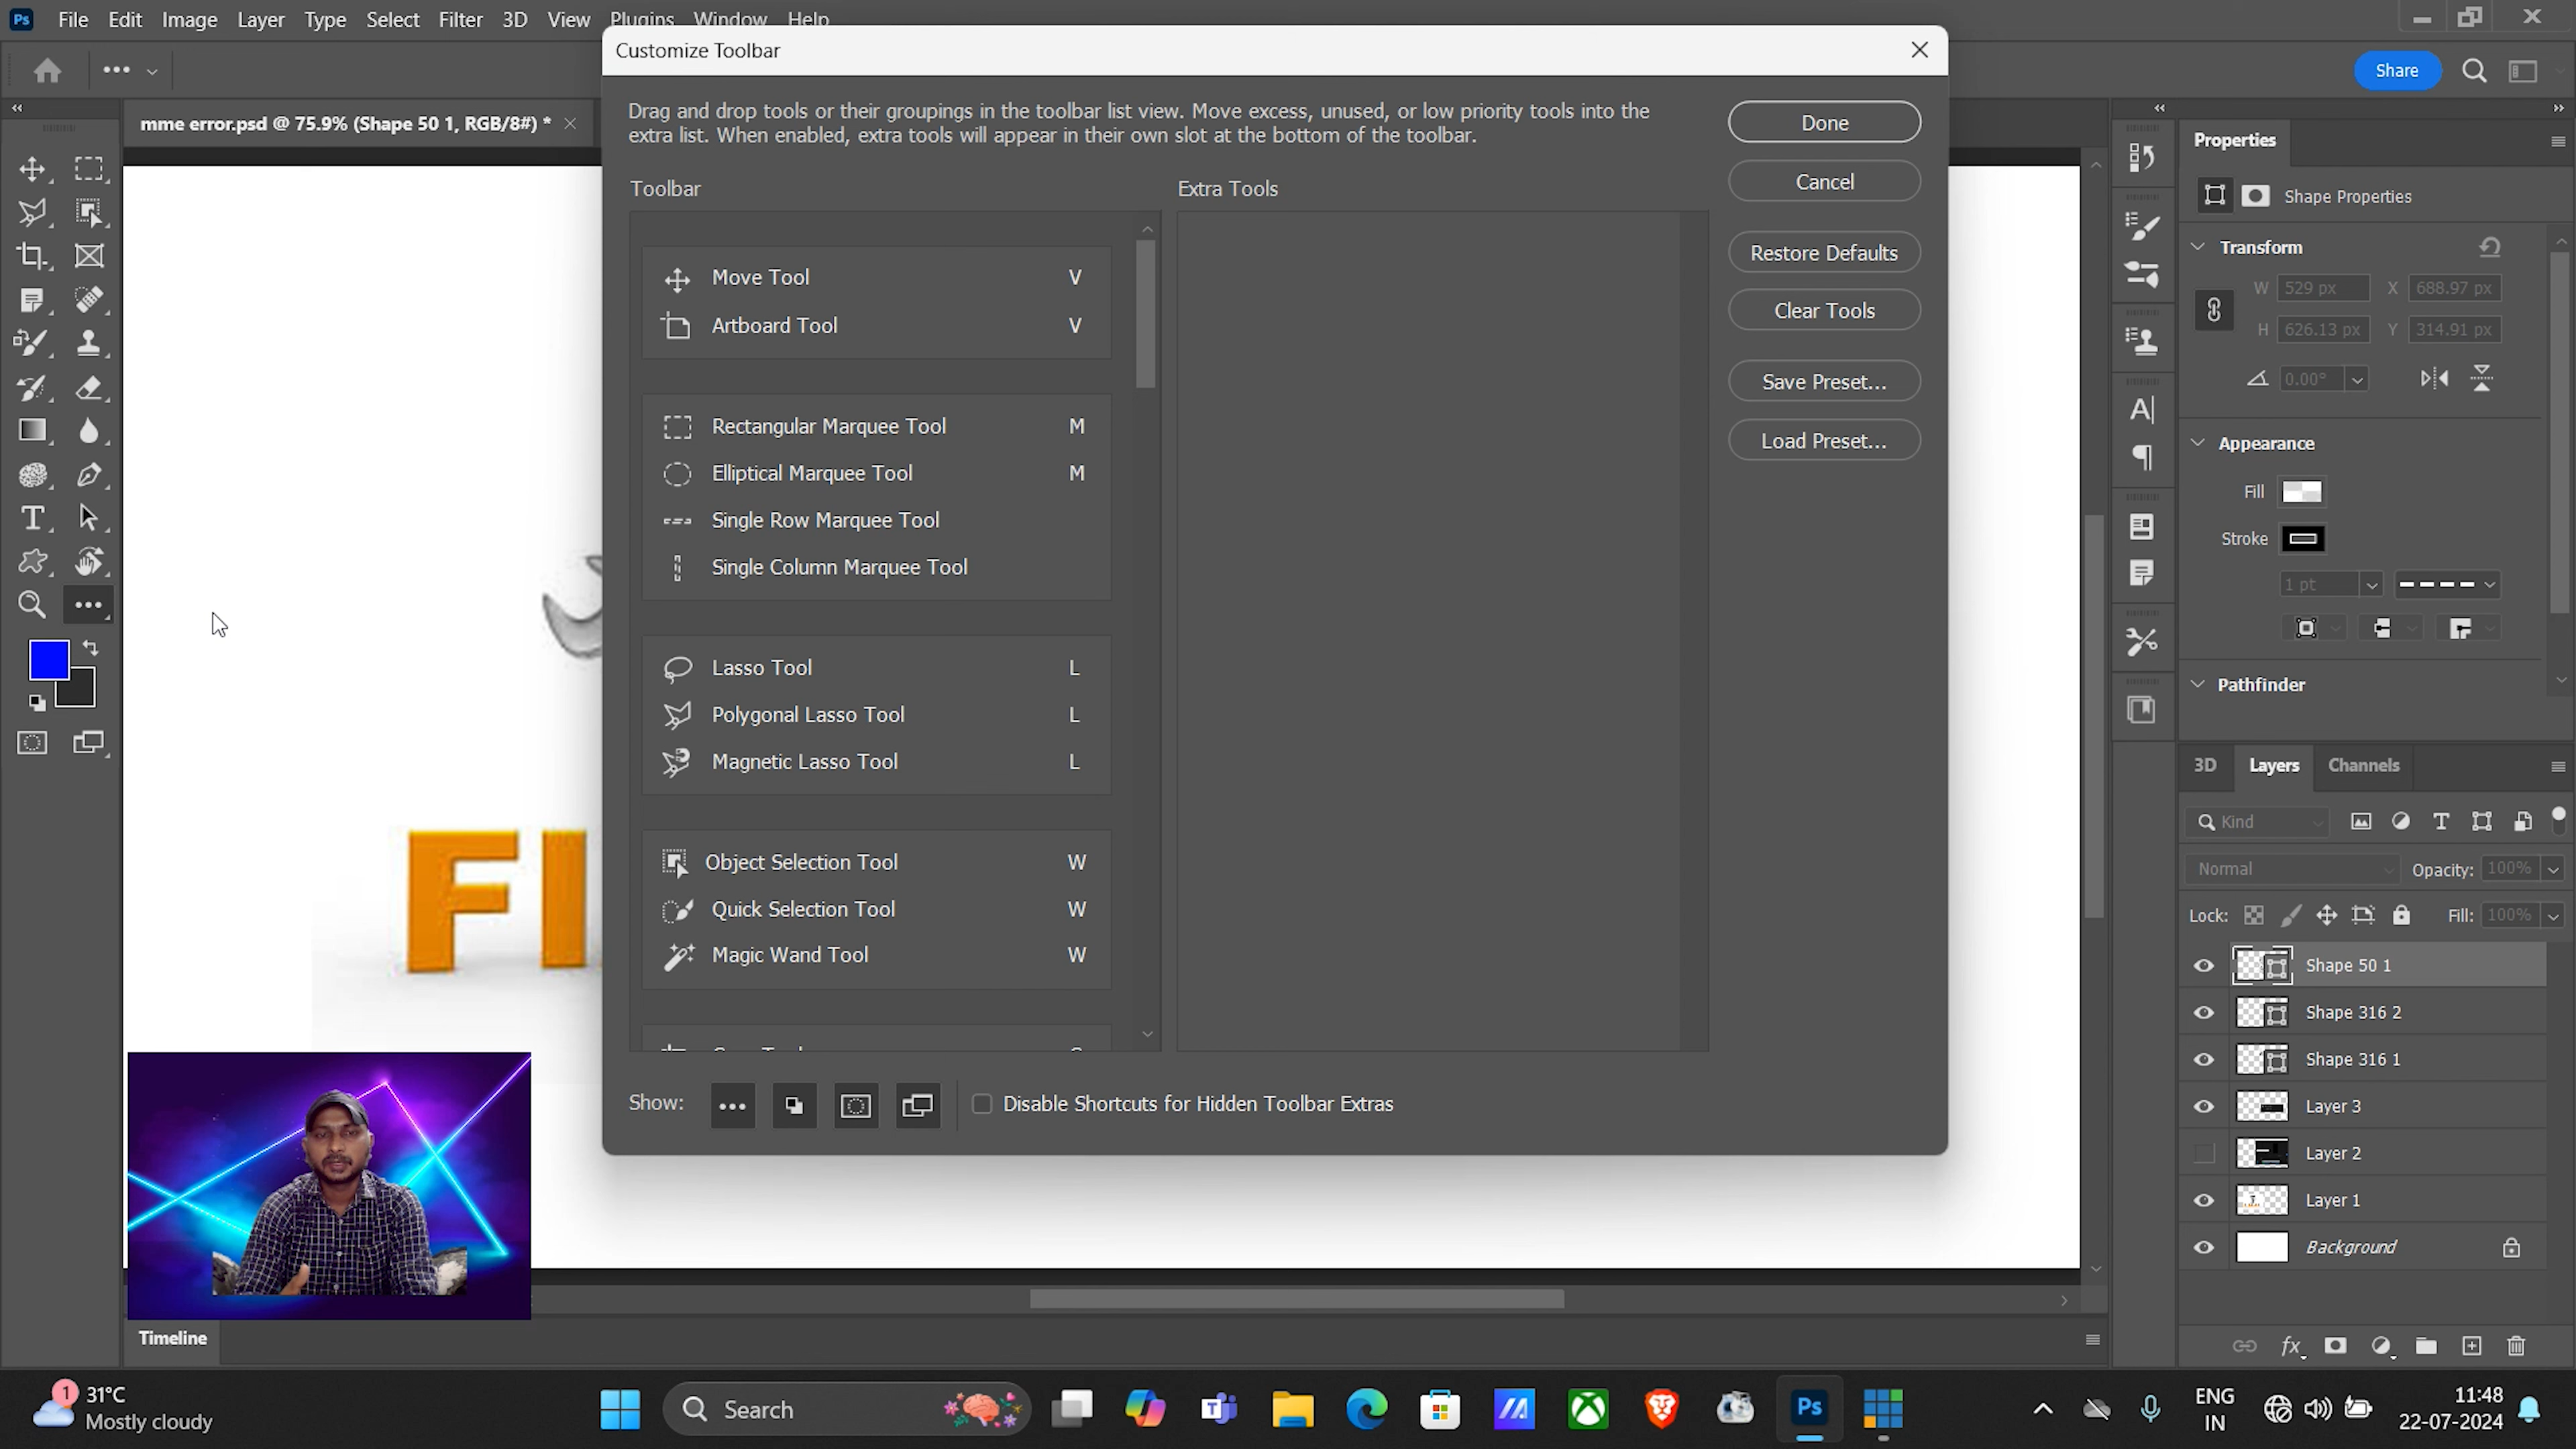 Ps File Edit Image Layer Type Select Filter 3D View Plugins Window Help
Customize Toolbar
Share
mme error.psd @ 75.9% (Shape 50 1, RGB/8#) *
Drag and drop tools or their groupings in the toolbar list view. Move excess, unused, or low priority tools into the
extra list. When enabled, extra tools will appear in their own slot at the bottom of the toolbar.
Toolbar
Extra Tools
Move Tool V
Artboard Tool V
Rectangular Marquee Tool M
Elliptical Marquee Tool M
Single Row Marquee Tool
Single Column Marquee Tool
Lasso Tool L
Polygonal Lasso Tool L
Magnetic Lasso Tool L
Object Selection Tool W
Quick Selection Tool W
Magic Wand Tool W
Done
Cancel
Restore Defaults
Clear Tools
Save Preset...
Load Preset...
Show:
Disable Shortcuts for Hidden Toolbar Extras
FI
Properties
Shape Properties
Transform
W 529 px X 688.97 px
H 626.13 px Y 314.91 px
0.00°
Appearance
Fill
Stroke
1 pt
Pathfinder
3D Layers Channels
Kind
Normal Opacity: 100%
Lock: Fill: 100%
Shape 50 1
Shape 316 2
Shape 316 1
Layer 3
Layer 2
Layer 1
Background
fx
Timeline
1
31°C
Mostly cloudy
Search
Ps
ENG
IN
11:48
22-07-2024